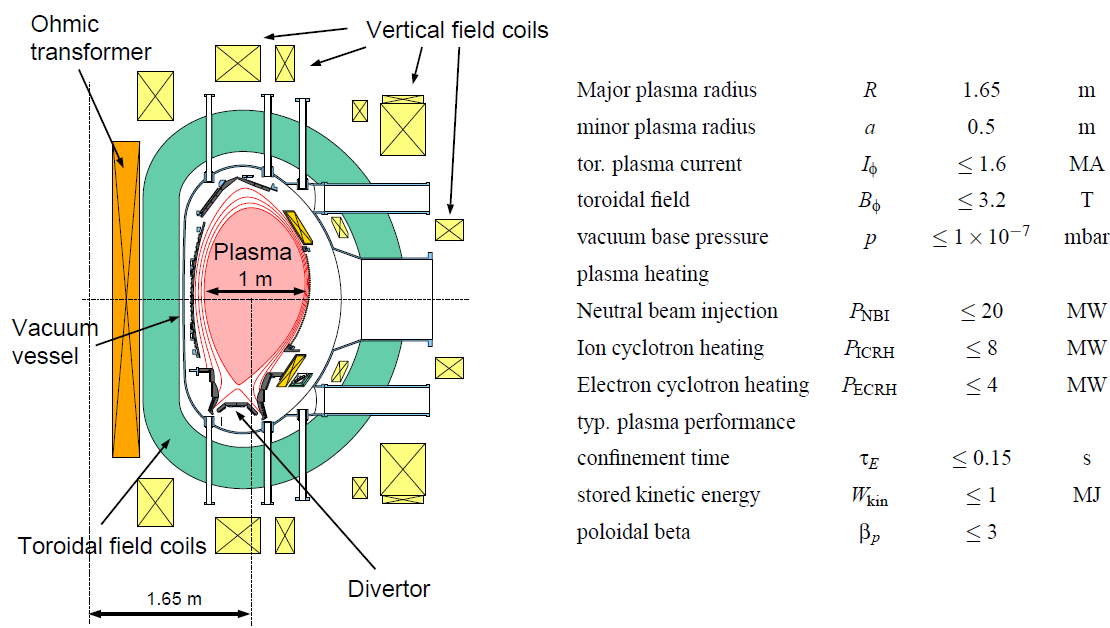 Ohmic
transformer
Vertical field coils
Plasma
1 m
Vacuum
vessel
Toroidal field coils
Divertor
1.65 m
Major plasma radius R 1.65 m
minor plasma radius a 0.5 m
tor. plasma current Iϕ ≤ 1.6 MA
toroidal field Bϕ ≤ 3.2 T
vacuum base pressure p ≤ 1 × 10⁻⁷ mbar
plasma heating
Neutral beam injection P_NBI ≤ 20 MW
Ion cyclotron heating P_ICRH ≤ 8 MW
Electron cyclotron heating P_ECRH ≤ 4 MW
typ. plasma performance
confinement time τ_E ≤ 0.15 s
stored kinetic energy W_kin ≤ 1 MJ
poloidal beta β_p ≤ 3